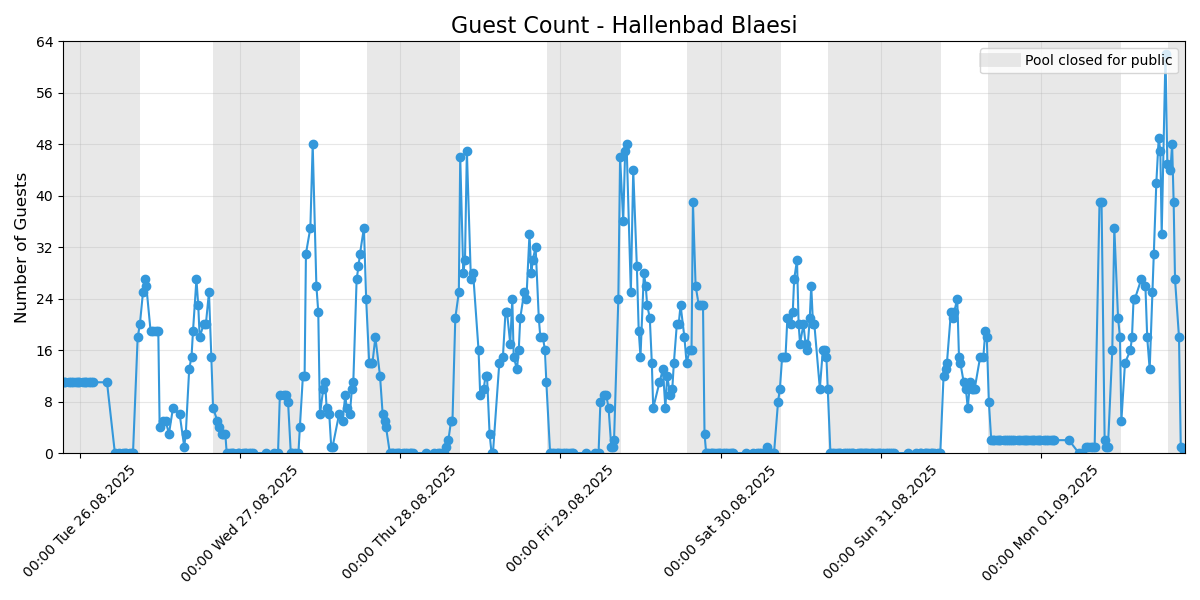 Guest Count - Hallenbad Blaesi
Pool closed for public
Number of Guests
64
56
48
40
32
24
16
8
0
00:00 Tue 26.08.2025
00:00 Wed 27.08.2025
00:00 Thu 28.08.2025
00:00 Fri 29.08.2025
00:00 Sat 30.08.2025
00:00 Sun 31.08.2025
00:00 Mon 01.09.2025